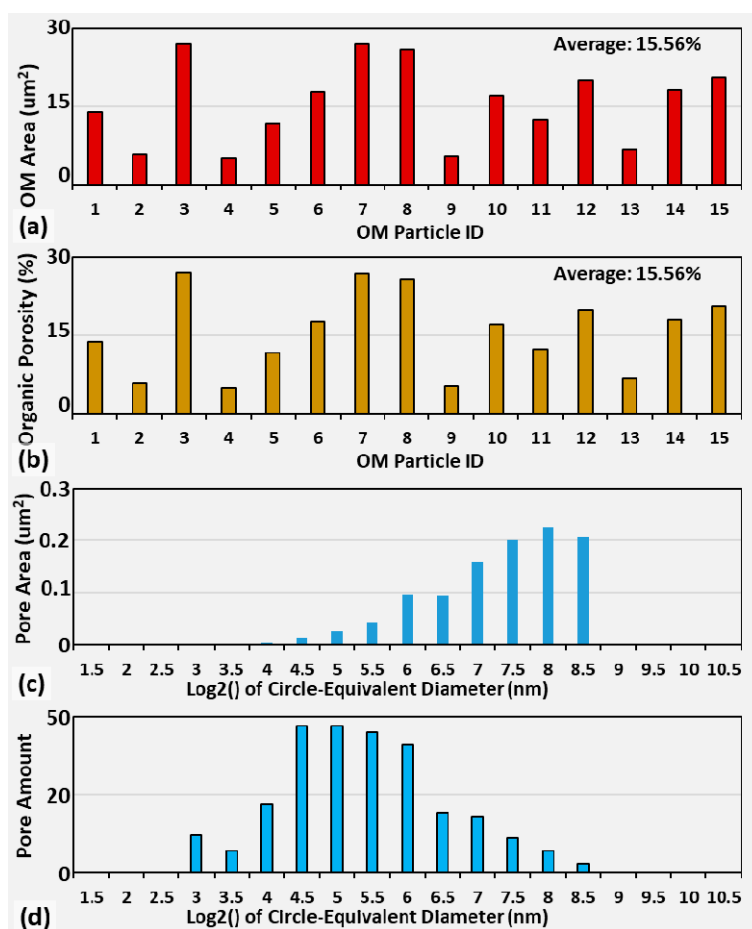 30
15
0
OM Area (um²)
Average: 15.56%
1 2 3 4 5 6 7 8 9 10 11 12 13 14 15
OM Particle ID
(a)
30
15
0
Organic Porosity (%)
Average: 15.56%
1 2 3 4 5 6 7 8 9 10 11 12 13 14 15
OM Particle ID
(b)
0.3
0.2
0.1
0
Pore Area (um²)
1.5 2 2.5 3 3.5 4 4.5 5 5.5 6 6.5 7 7.5 8 8.5 9 9.5 10 10.5
Log2() of Circle-Equivalent Diameter (nm)
(c)
50
20
0
Pore Amount
1.5 2 2.5 3 3.5 4 4.5 5 5.5 6 6.5 7 7.5 8 8.5 9 9.5 10 10.5
Log2() of Circle-Equivalent Diameter (nm)
(d)